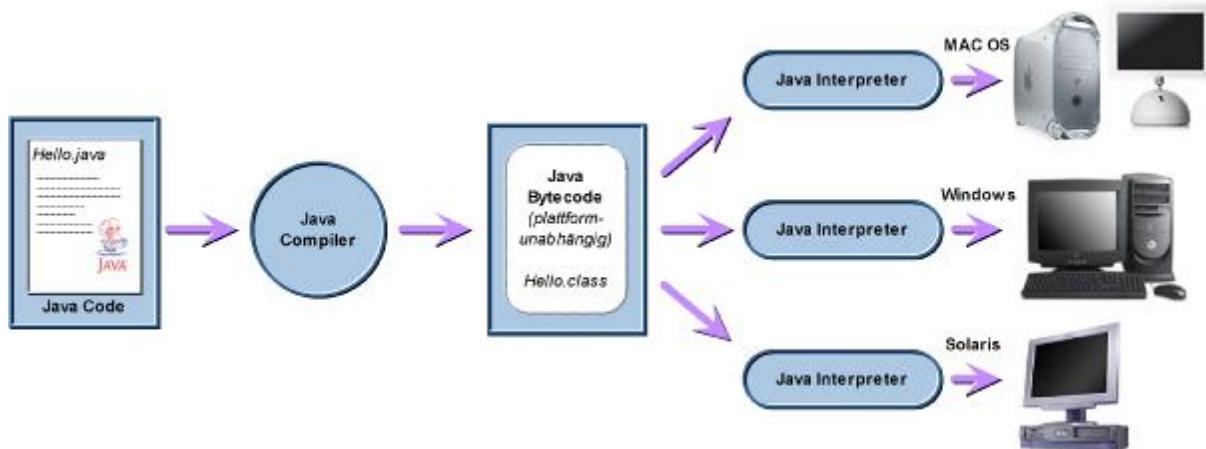 Hello.java
JAVA
Java Code
Java
Compiler
Java
Bytecode
(plattform-
unabhängig)
Hello.class
Java Interpreter
MAC OS
Java Interpreter
Windows
Java Interpreter
Solaris